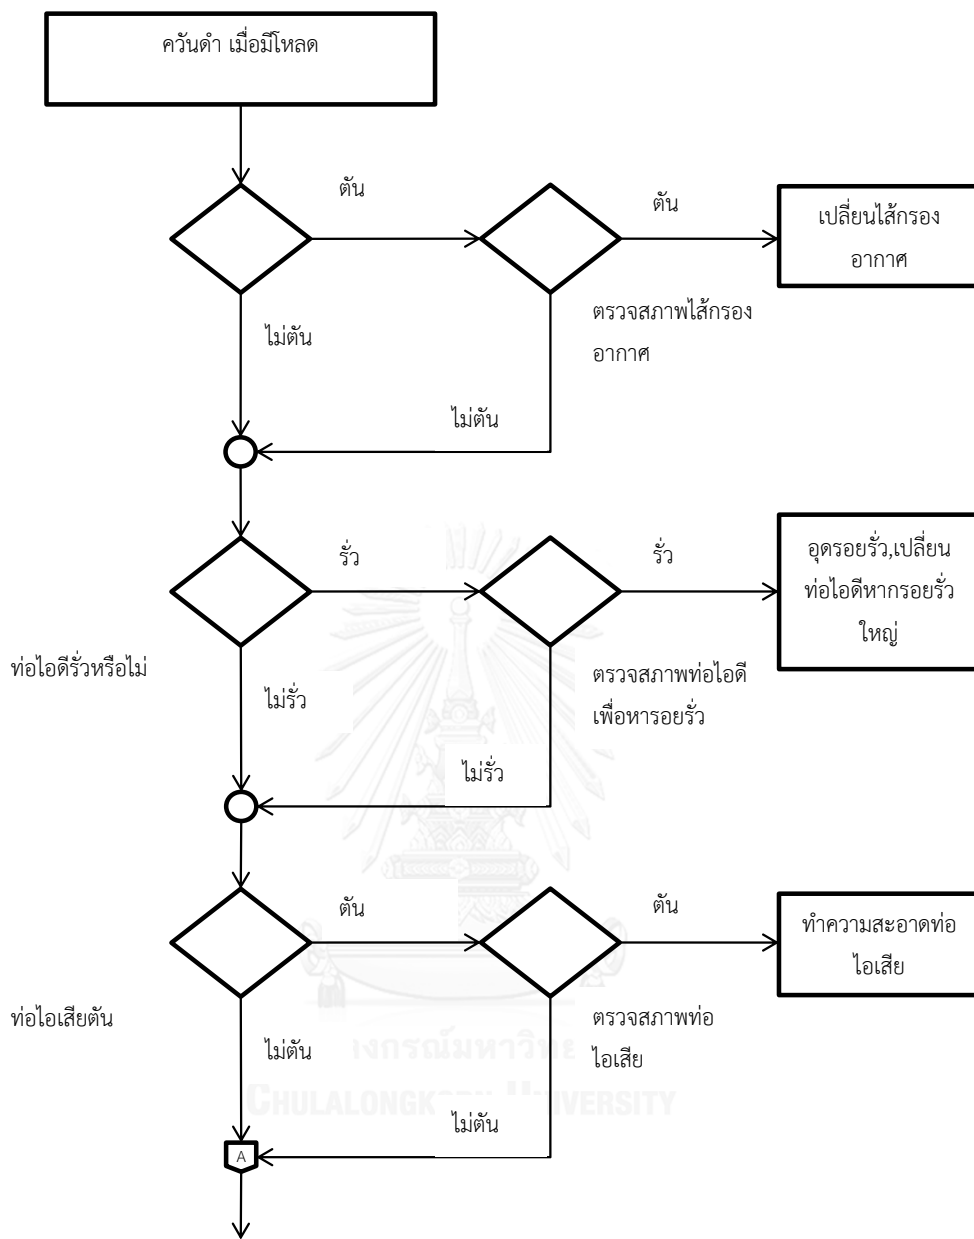 ควันดำ เมื่อมีโหลด
ตัน
ตัน
เปลี่ยนไส้กรอง
อากาศ
ไม่ตัน
ตรวจสภาพไส้กรอง
อากาศ
ไม่ตัน
รั่ว
รั่ว
อุดรอยรั่ว,เปลี่ยน
ท่อไอดีหากรอยรั่ว
ใหญ่
ท่อไอดีรั่วหรือไม่
ไม่รั่ว
ตรวจสภาพท่อไอดี
เพื่อหารอยรั่ว
ไม่รั่ว
ตัน
ตัน
ทำความสะอาดท่อ
ไอเสีย
ท่อไอเสียตัน
ไม่ตัน
ตรวจสภาพท่อ
ไอเสีย
ไม่ตัน
A